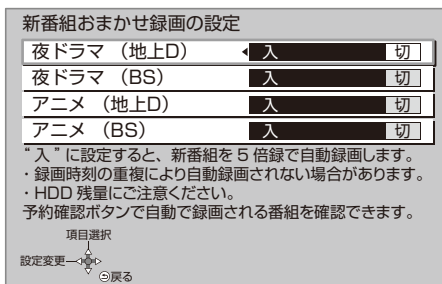 新番組おまかせ録画の設定
夜ドラマ （地上D） 入 切
夜ドラマ （BS） 入 切
アニメ （地上D） 入 切
アニメ （BS） 入 切
“ 入 ” に設定すると、新番組を 5 倍録で自動録画します。
・録画時刻の重複により自動録画されない場合があります。
・HDD 残量にご注意ください。
予約確認ボタンで自動で録画される番組を確認できます。
項目選択
設定変更
戻る